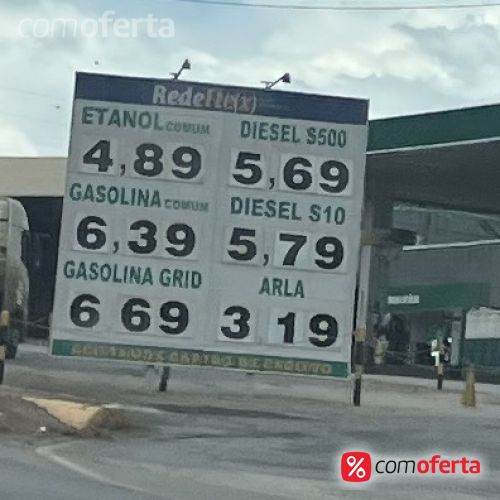 comoferta
RedeFl(x)
ETANOL COMUM
4,89
DIESEL S500
5,69
GASOLINA COMUM
6,39
DIESEL S10
5,79
GASOLINA GRID
6 69
ARLA
3 19
% comoferta